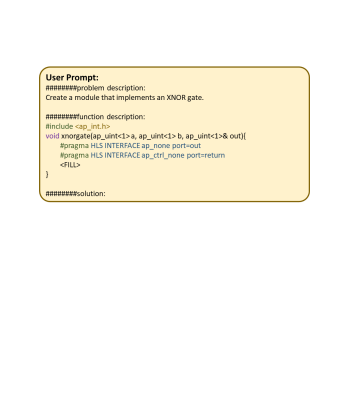 User Prompt:
########problem description:
Create a module that implements an XNOR gate.
########function description:
#include <ap_int.h>
void xnorgate(ap_uint<1> a, ap_uint<1> b, ap_uint<1>& out){
#pragma HLS INTERFACE ap_none port=out
#pragma HLS INTERFACE ap_ctrl_none port=return
<FILL>
}
########solution: